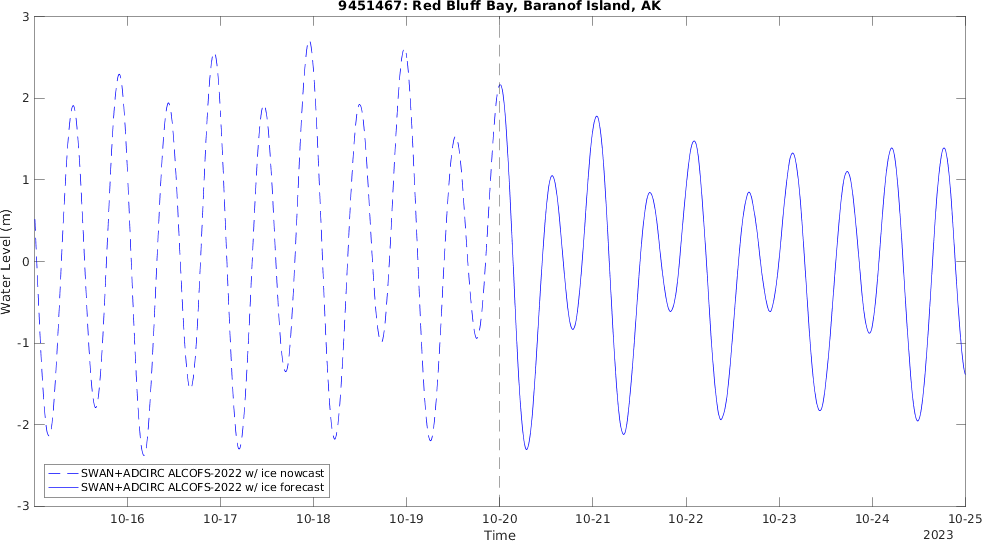 9451467: Red Bluff Bay, Baranof Island, AK
3
2
1
0
-1
-2
-3
Water Level (m)
SWAN+ADCIRC ALCOFS-2022 w/ ice nowcast
SWAN+ADCIRC ALCOFS-2022 w/ ice forecast
10-16 10-17 10-18 10-19 10-20 10-21 10-22 10-23 10-24 10-25
Time
2023